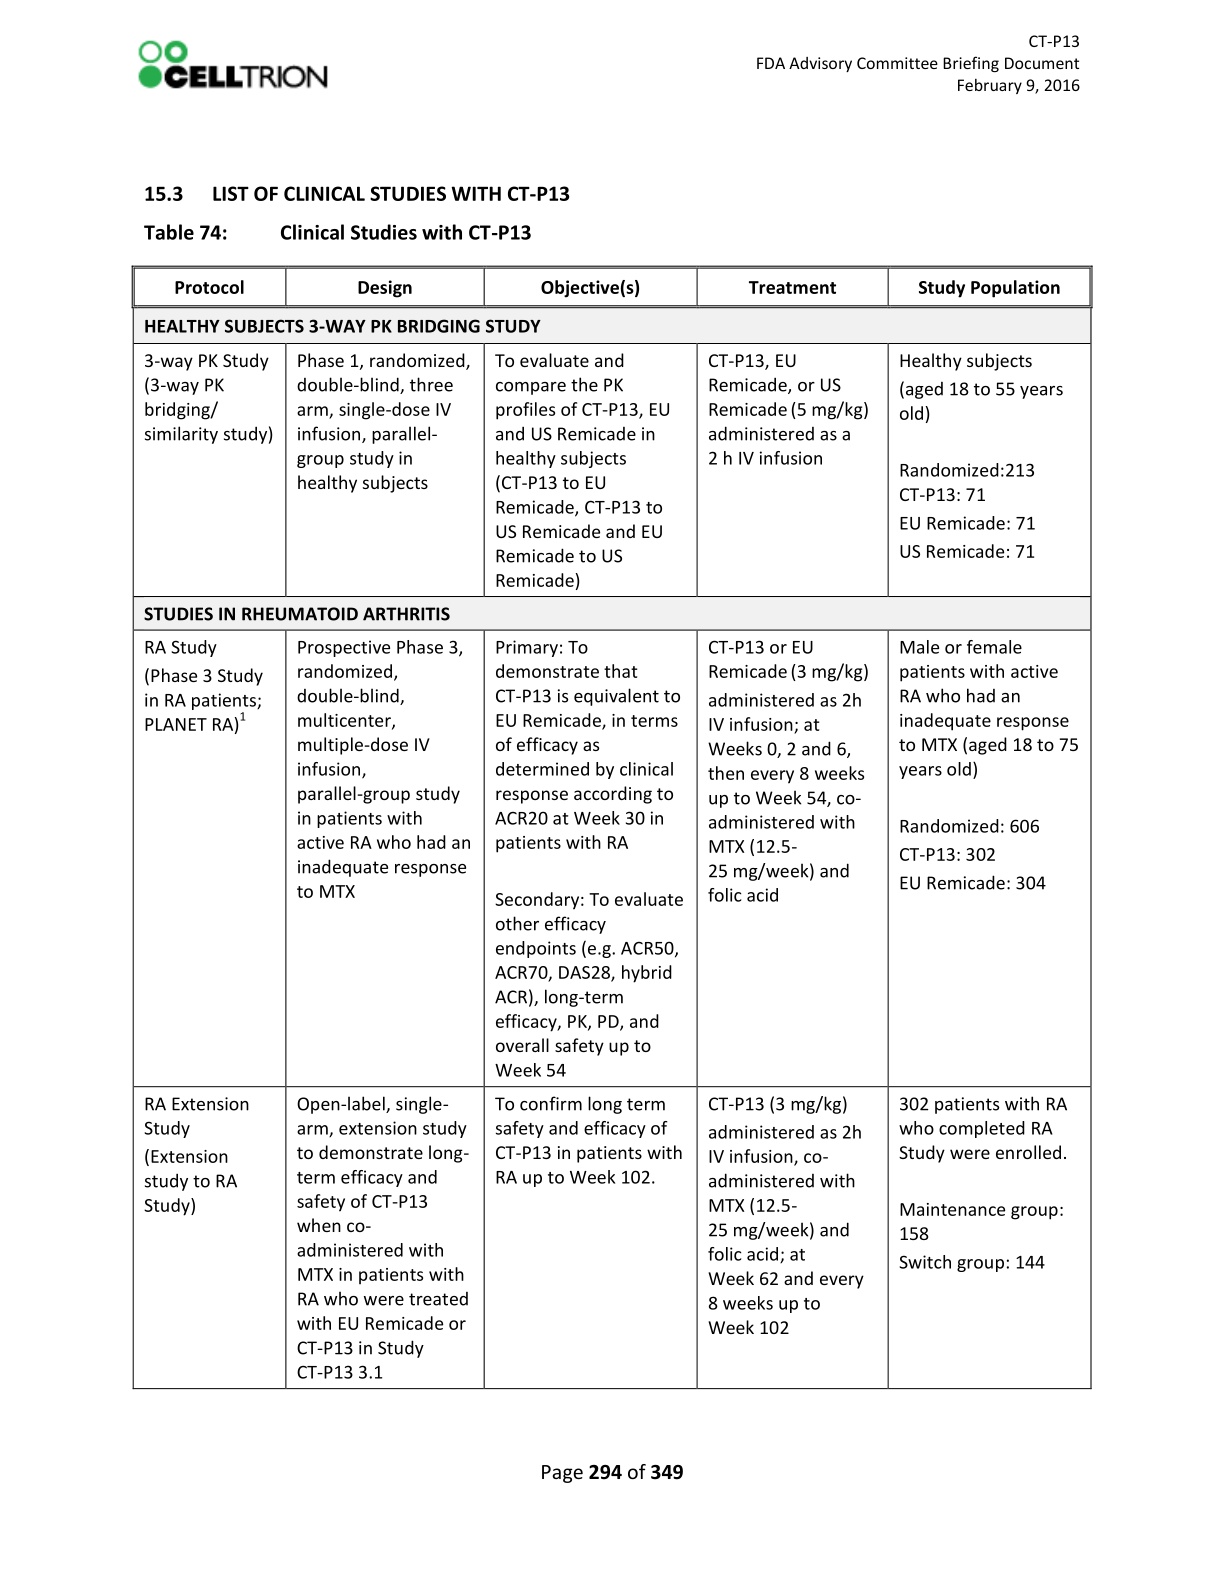 CELLTRION
CT-P13
FDA Advisory Committee Briefing Document
February 9, 2016
15.3 LIST OF CLINICAL STUDIES WITH CT-P13
Table 74: Clinical Studies with CT-P13
Protocol
Design
Objective(s)
Treatment
Study Population
HEALTHY SUBJECTS 3-WAY PK BRIDGING STUDY
3-way PK Study
(3-way PK
bridging/
similarity study)
Phase 1, randomized,
double-blind, three
arm, single-dose IV
infusion, parallel-
group study in
healthy subjects
To evaluate and
compare the PK
profiles of CT-P13, EU
and US Remicade in
healthy subjects
(CT-P13 to EU
Remicade, CT-P13 to
US Remicade and EU
Remicade to US
Remicade)
CT-P13, EU
Remicade, or US
Remicade (5 mg/kg)
administered as a
2 h IV infusion
Healthy subjects
(aged 18 to 55 years
old)
Randomized:213
CT-P13: 71
EU Remicade: 71
US Remicade: 71
STUDIES IN RHEUMATOID ARTHRITIS
RA Study
(Phase 3 Study
in RA patients;
PLANET RA)1
Prospective Phase 3,
randomized,
double-blind,
multicenter,
multiple-dose IV
infusion,
parallel-group study
in patients with
active RA who had an
inadequate response
to MTX
Primary: To
demonstrate that
CT-P13 is equivalent to
EU Remicade, in terms
of efficacy as
determined by clinical
response according to
ACR20 at Week 30 in
patients with RA
Secondary: To evaluate
other efficacy
endpoints (e.g. ACR50,
ACR70, DAS28, hybrid
ACR), long-term
efficacy, PK, PD, and
overall safety up to
Week 54
CT-P13 or EU
Remicade (3 mg/kg)
administered as 2h
IV infusion; at
Weeks 0, 2 and 6,
then every 8 weeks
up to Week 54, co-
administered with
MTX (12.5-
25 mg/week) and
folic acid
Male or female
patients with active
RA who had an
inadequate response
to MTX (aged 18 to 75
years old)
Randomized: 606
CT-P13: 302
EU Remicade: 304
RA Extension
Study
(Extension
study to RA
Study)
Open-label, single-
arm, extension study
to demonstrate long-
term efficacy and
safety of CT-P13
when co-
administered with
MTX in patients with
RA who were treated
with EU Remicade or
CT-P13 in Study
CT-P13 3.1
To confirm long term
safety and efficacy of
CT-P13 in patients with
RA up to Week 102.
CT-P13 (3 mg/kg)
administered as 2h
IV infusion, co-
administered with
MTX (12.5-
25 mg/week) and
folic acid; at
Week 62 and every
8 weeks up to
Week 102
302 patients with RA
who completed RA
Study were enrolled.
Maintenance group:
158
Switch group: 144
Page 294 of 349